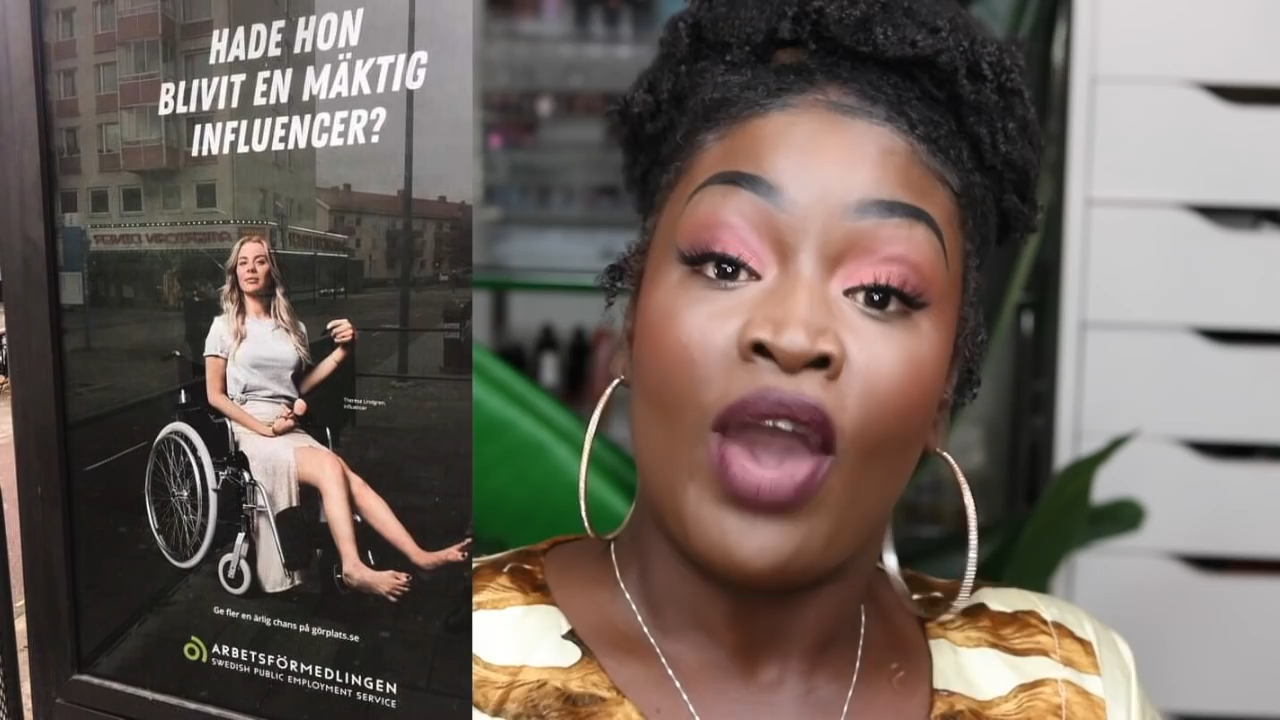 HADE HON
BLIVIT EN MÄKTIG
INFLUENCER?
Therese Lindgren,
influencer
Ge fler en ärlig chans på görplats.se
ARBETSFÖRMEDLINGEN
SWEDISH PUBLIC EMPLOYMENT SERVICE